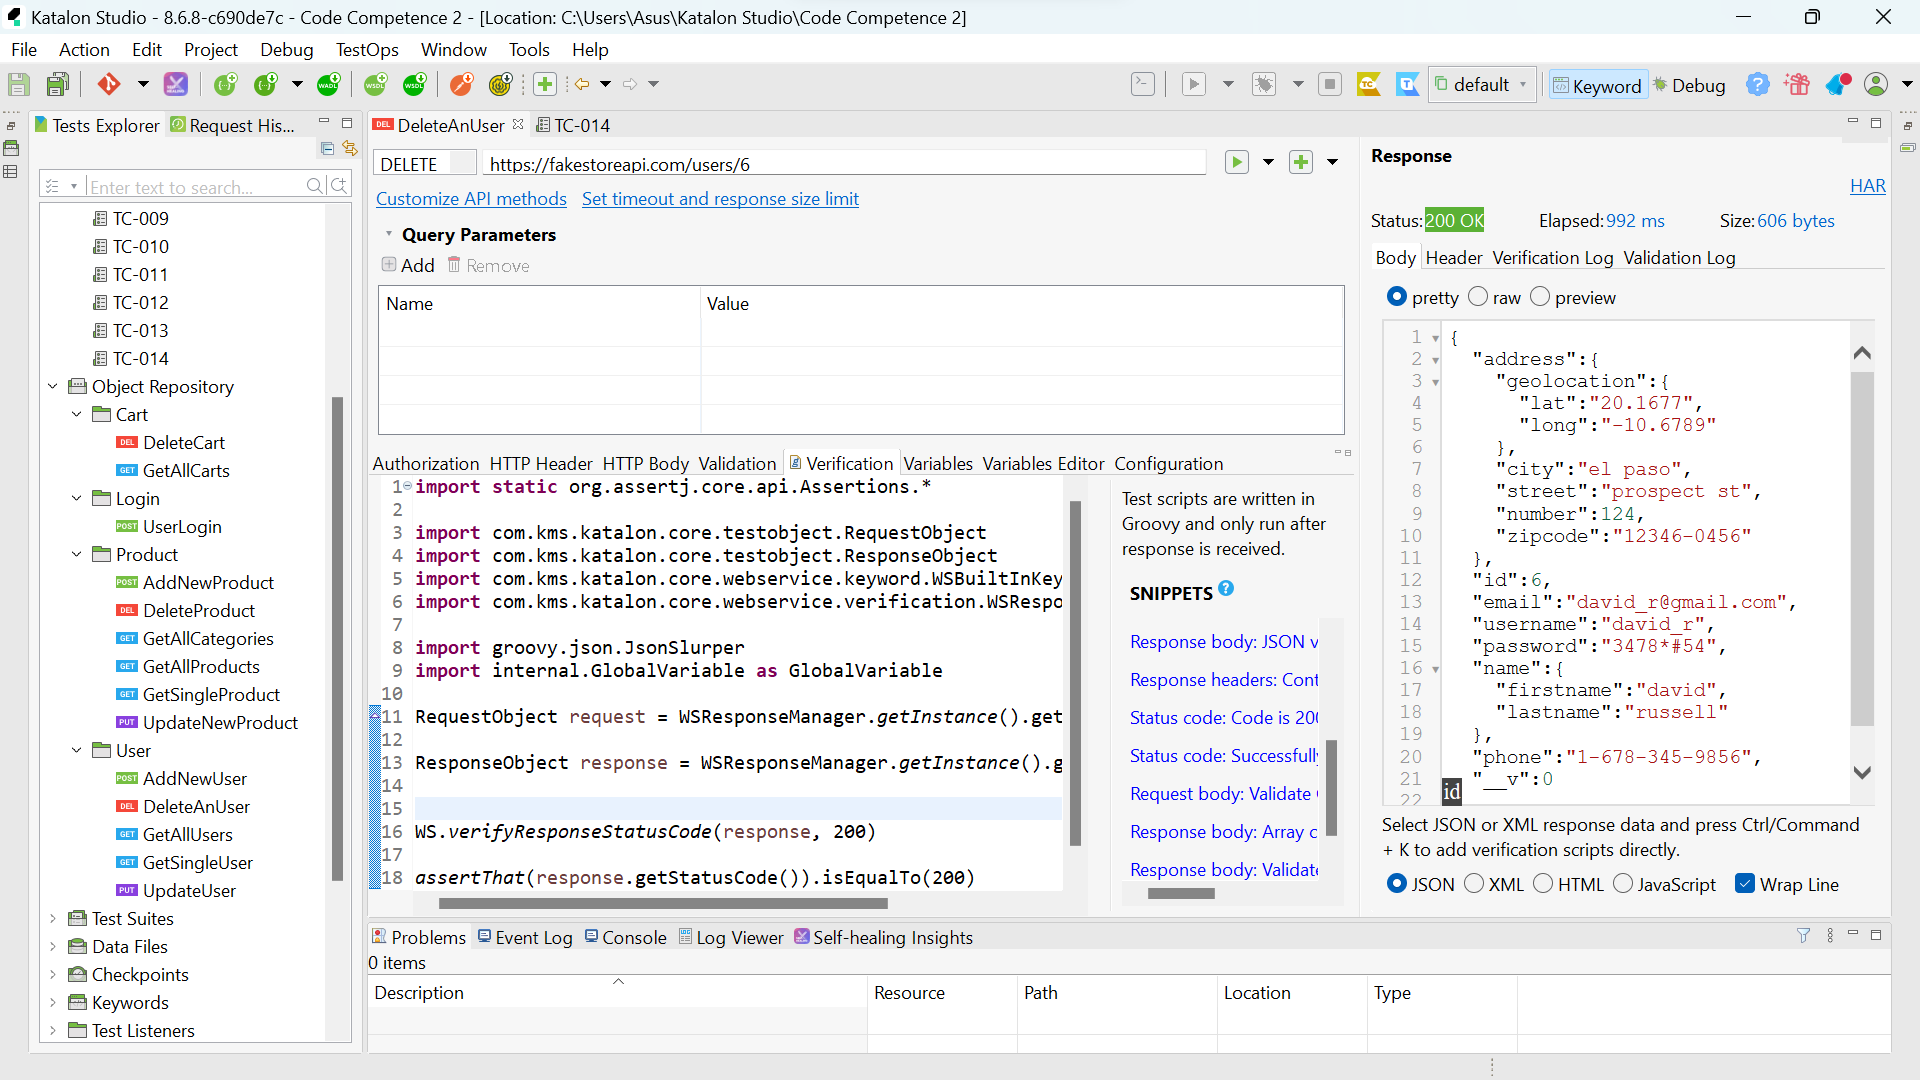 Katalon Studio - 8.6.8-c690de7c - Code Competence 2 - [Location: C:\Users\Asus\Katalon Studio\Code Competence 2]
File Action Edit Project Debug TestOps Window Tools Help
default Keyword Debug
Tests Explorer Request His...
Enter text to search...
TC-009
TC-010
TC-011
TC-012
TC-013
TC-014
Object Repository
Cart
DEL DeleteCart
GET GetAllCarts
Login
POST UserLogin
Product
POST AddNewProduct
DEL DeleteProduct
GET GetAllCategories
GET GetAllProducts
GET GetSingleProduct
PUT UpdateNewProduct
User
POST AddNewUser
DEL DeleteAnUser
GET GetAllUsers
GET GetSingleUser
PUT UpdateUser
Test Suites
Data Files
Checkpoints
Keywords
Test Listeners
DEL DeleteAnUser TC-014
DELETE https://fakestoreapi.com/users/6
Customize API methods Set timeout and response size limit
Query Parameters
Add Remove
Name Value
Authorization HTTP Header HTTP Body Validation Verification Variables Variables Editor Configuration
1 import static org.assertj.core.api.Assertions.*
2
3 import com.kms.katalon.core.testobject.RequestObject
4 import com.kms.katalon.core.testobject.ResponseObject
5 import com.kms.katalon.core.webservice.keyword.WSBuiltInKey
6 import com.kms.katalon.core.webservice.verification.WSRespo
7
8 import groovy.json.JsonSlurper
9 import internal.GlobalVariable as GlobalVariable
10
11 RequestObject request = WSResponseManager.getInstance().get
12
13 ResponseObject response = WSResponseManager.getInstance().g
14
15
16 WS.verifyResponseStatusCode(response, 200)
17
18 assertThat(response.getStatusCode()).isEqualTo(200)
Test scripts are written in
Groovy and only run after
response is received.
SNIPPETS
Response body: JSON v
Response headers: Cont
Status code: Code is 200
Status code: Successfully
Request body: Validate
Response body: Array c
Response body: Validate
Response
HAR
Status: 200 OK Elapsed: 992 ms Size: 606 bytes
Body Header Verification Log Validation Log
pretty raw preview
1 {
2 "address":{
3 "geolocation":{
4 "lat":"20.1677",
5 "long":"-10.6789"
6 },
7 "city":"el paso",
8 "street":"prospect st",
9 "number":124,
10 "zipcode":"12346-0456"
11 },
12 "id":6,
13 "email":"david_r@gmail.com",
14 "username":"david_r",
15 "password":"3478*#54",
16 "name":{
17 "firstname":"david",
18 "lastname":"russell"
19 },
20 "phone":"1-678-345-9856",
21 "__v":0
22
id
Select JSON or XML response data and press Ctrl/Command
+ K to add verification scripts directly.
JSON XML HTML JavaScript Wrap Line
Problems Event Log Console Log Viewer Self-healing Insights
0 items
Description Resource Path Location Type